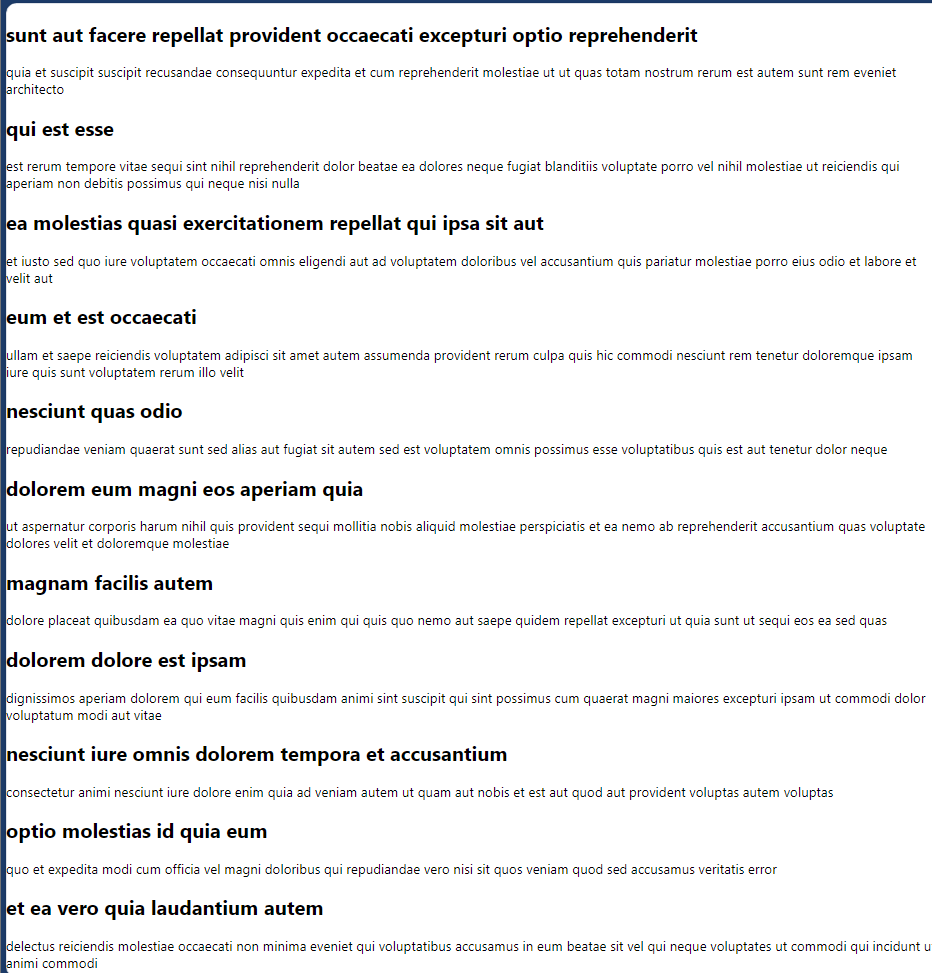 sunt aut facere repellat provident occaecati excepturi optio reprehenderit
quia et suscipit suscipit recusandae consequuntur expedita et cum reprehenderit molestiae ut ut quas totam nostrum rerum est autem sunt rem eveniet
architecto
qui est esse
est rerum tempore vitae sequi sint nihil reprehenderit dolor beatae ea dolores neque fugiat blanditiis voluptate porro vel nihil molestiae ut reiciendis qui
aperiam non debitis possimus qui neque nisi nulla
ea molestias quasi exercitationem repellat qui ipsa sit aut
et iusto sed quo iure voluptatem occaecati omnis eligendi aut ad voluptatem doloribus vel accusantium quis pariatur molestiae porro eius odio et labore et
velit aut
eum et est occaecati
ullam et saepe reiciendis voluptatem adipisci sit amet autem assumenda provident rerum culpa quis hic commodi nesciunt rem tenetur doloremque ipsam
iure quis sunt voluptatem rerum illo velit
nesciunt quas odio
repudiandae veniam quaerat sunt sed alias aut fugiat sit autem sed est voluptatem omnis possimus esse voluptatibus quis est aut tenetur dolor neque
dolorem eum magni eos aperiam quia
ut aspernatur corporis harum nihil quis provident sequi mollitia nobis aliquid molestiae perspiciatis et ea nemo ab reprehenderit accusantium quas voluptate
dolores velit et doloremque molestiae
magnam facilis autem
dolore placeat quibusdam ea quo vitae magni quis enim qui quis quo nemo aut saepe quidem repellat excepturi ut quia sunt ut sequi eos ea sed quas
dolorem dolore est ipsam
dignissimos aperiam dolorem qui eum facilis quibusdam animi sint suscipit qui sint possimus cum quaerat magni maiores excepturi ipsam ut commodi dolor
voluptatum modi aut vitae
nesciunt iure omnis dolorem tempora et accusantium
consectetur animi nesciunt iure dolore enim quia ad veniam autem ut quam aut nobis et est aut quod aut provident voluptas autem voluptas
optio molestias id quia eum
quo et expedita modi cum officia vel magni doloribus qui repudiandae vero nisi sit quos veniam quod sed accusamus veritatis error
et ea vero quia laudantium autem
delectus reiciendis molestiae occaecati non minima eveniet qui voluptatibus accusamus in eum beatae sit vel qui neque voluptates ut commodi qui incidunt u
animi commodi